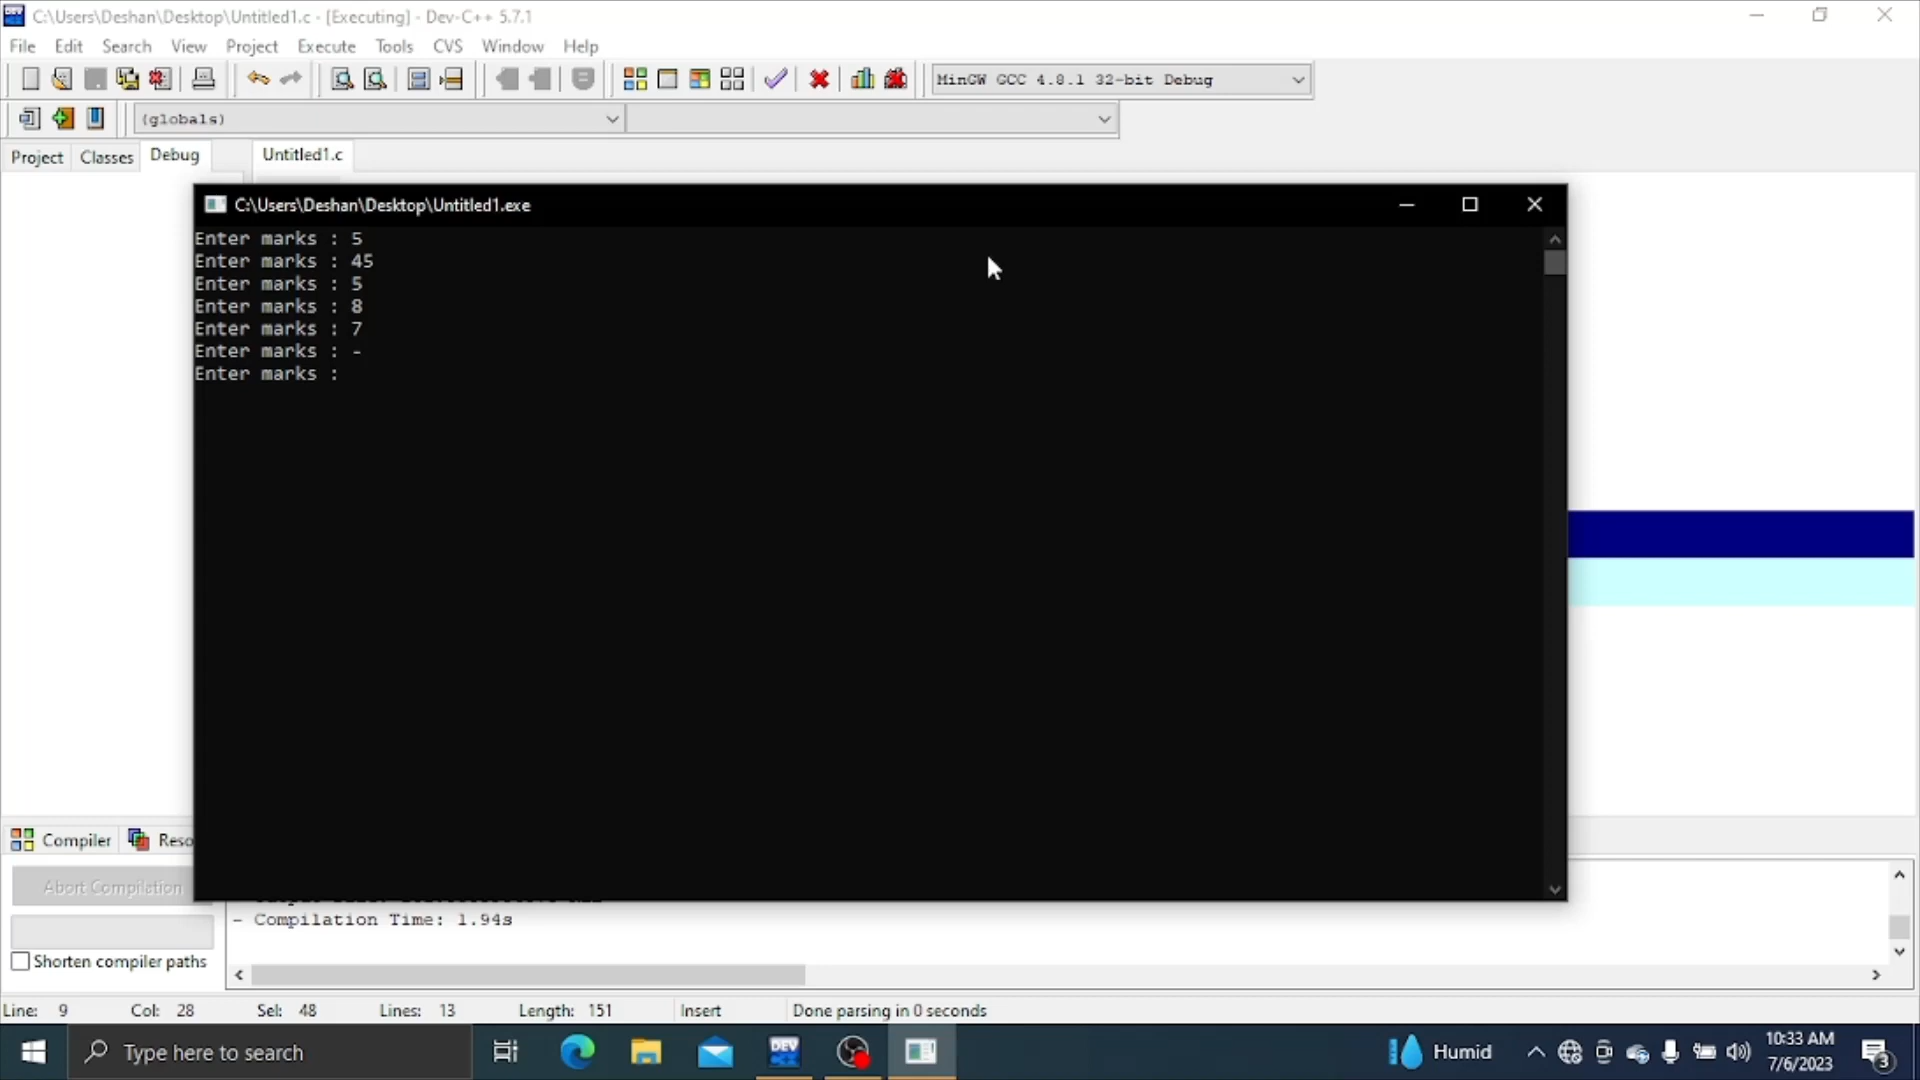 C:\Users\Deshan\Desktop\Untitled1.c - [Executing] - Dev-C++ 5.7.1
File Edit Search View Project Execute Tools CVS Window Help
MinGW GCC 4.8.1 32-bit Debug
(globals)
Project Classes Debug Untitled1.c
C:\Users\Deshan\Desktop\Untitled1.exe
Enter marks : 5
Enter marks : 45
Enter marks : 5
Enter marks : 8
Enter marks : 7
Enter marks : -
Enter marks :
Compiler Reso
Abort Compilation
- Compilation Time: 1.94s
Shorten compiler paths
Line: 9 Col: 28 Sel: 48 Lines: 13 Length: 151 Insert Done parsing in 0 seconds
Type here to search
DEV
Humid
10:33 AM
7/6/2023
3